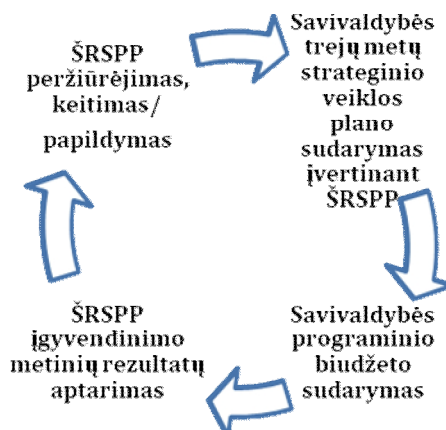 ŠRSPP
peržiūrėjimas,
keitimas/
papildymas
Savivaldybės
trejų metų
strateginio
veiklos
plano
sudarymas
įvertinant
ŠRSPP
Savivaldybės
programinio
biudžeto
sudarymas
ŠRSPP
įgyvendinimo
metinių rezultatų
aptarimas